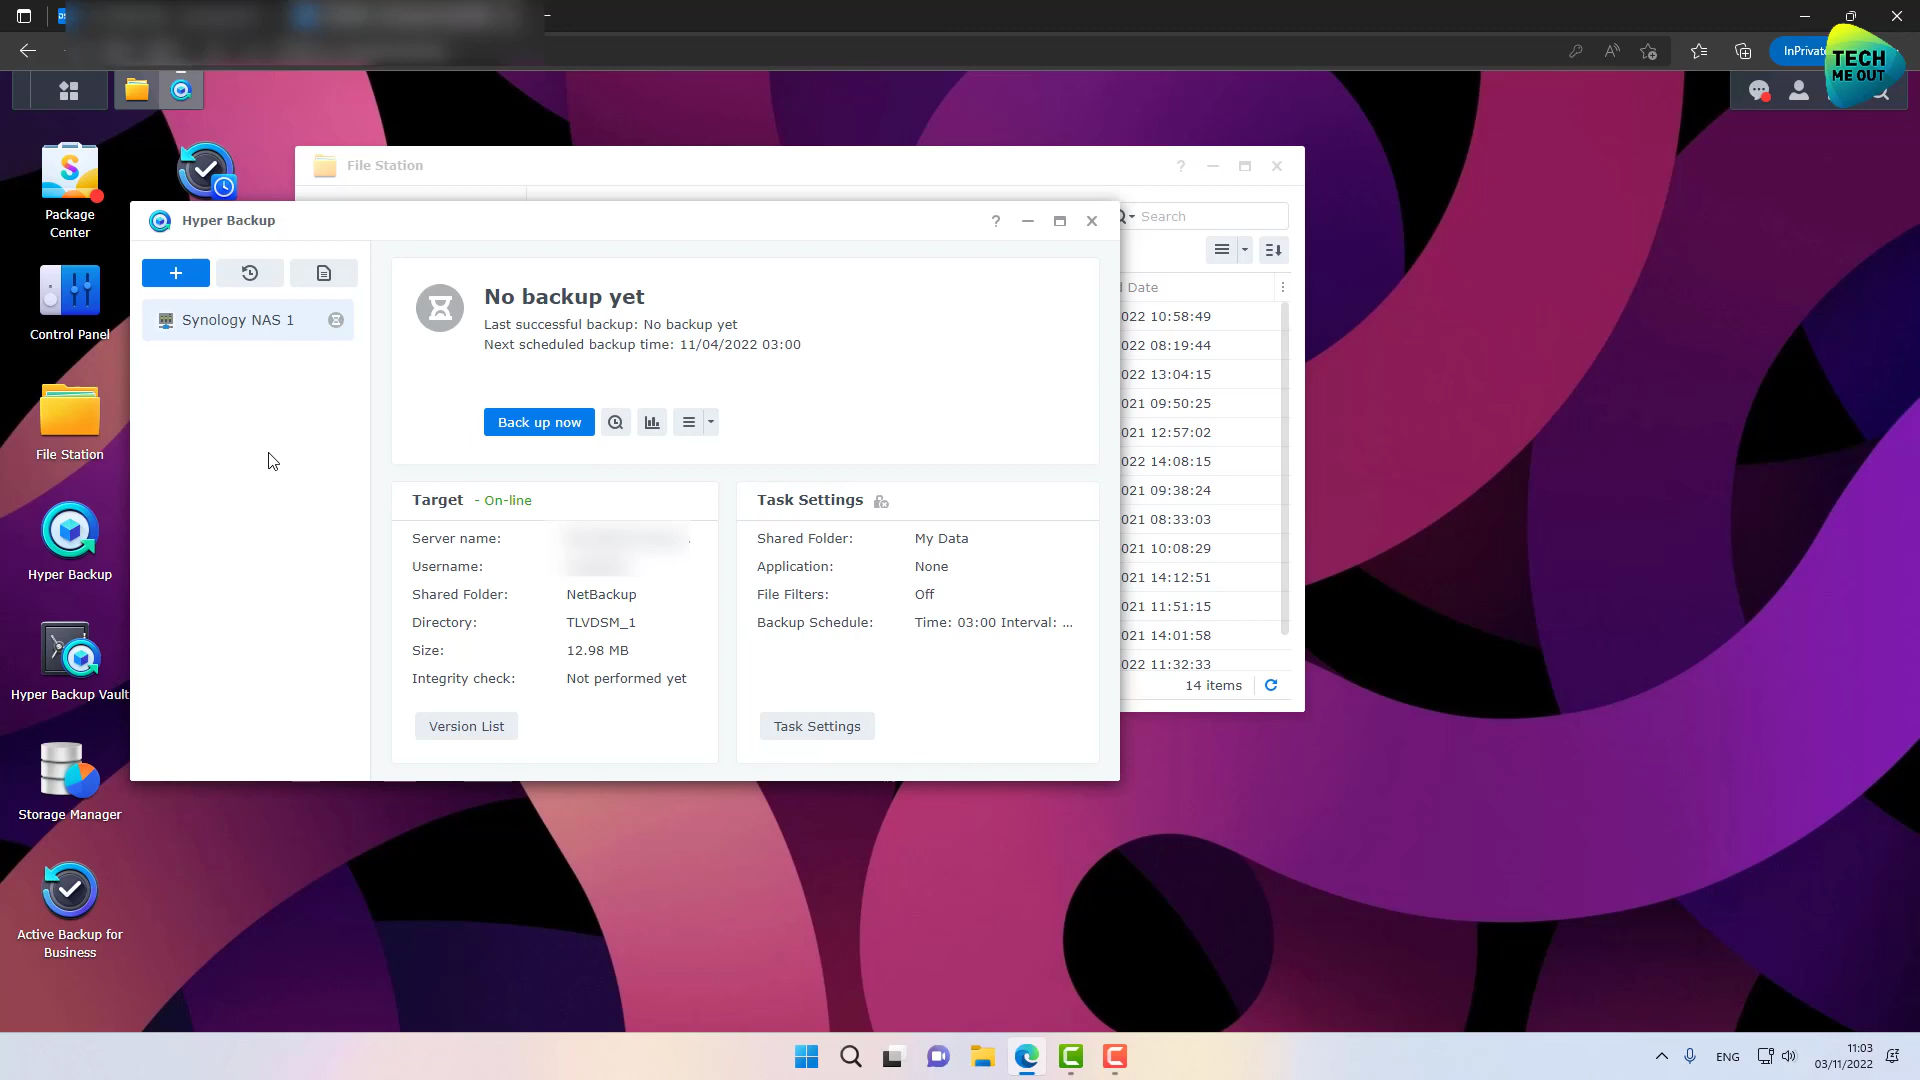 InPrivate
TECH
ME OUT
Package
Center
Control Panel
File Station
Hyper Backup
Hyper Backup Vault
Storage Manager
Active Backup for
Business
File Station
Search
Date
022 10:58:49
022 08:19:44
022 13:04:15
021 09:50:25
021 12:57:02
022 14:08:15
021 09:38:24
021 08:33:03
021 10:08:29
021 14:12:51
021 11:51:15
021 14:01:58
022 11:32:33
14 items
Hyper Backup
Synology NAS 1
No backup yet
Last successful backup: No backup yet
Next scheduled backup time: 11/04/2022 03:00
Back up now
Target - On-line
Server name:
Username:
Shared Folder: NetBackup
Directory: TLVDSM_1
Size: 12.98 MB
Integrity check: Not performed yet
Version List
Task Settings
Shared Folder: My Data
Application: None
File Filters: Off
Backup Schedule: Time: 03:00 Interval: ...
Task Settings
ENG
11:03
03/11/2022